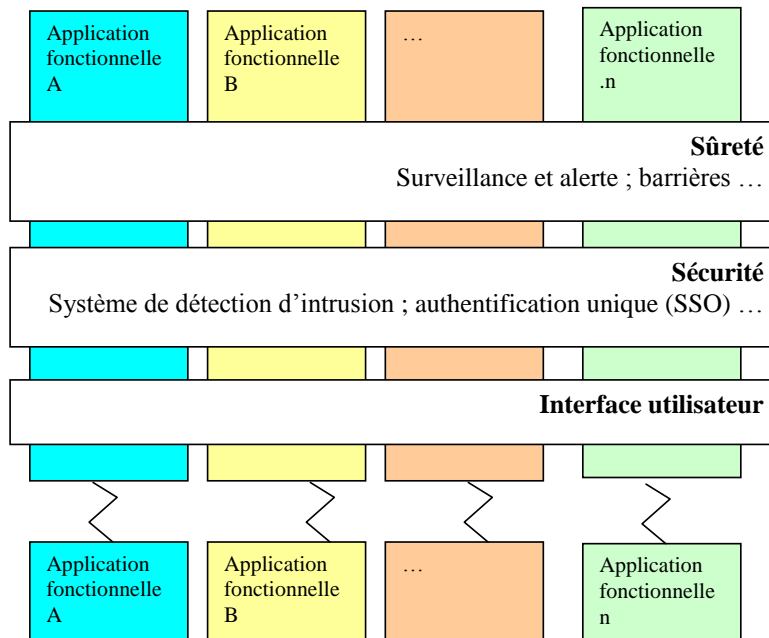 Application
fonctionnelle
A
Application
fonctionnelle
B
…
Application
fonctionnelle
.n
Sûreté
Surveillance et alerte ; barrières …
Sécurité
Système de détection d’intrusion ; authentification unique (SSO) …
Interface utilisateur
Application
fonctionnelle
A
Application
fonctionnelle
B
…
Application
fonctionnelle
n